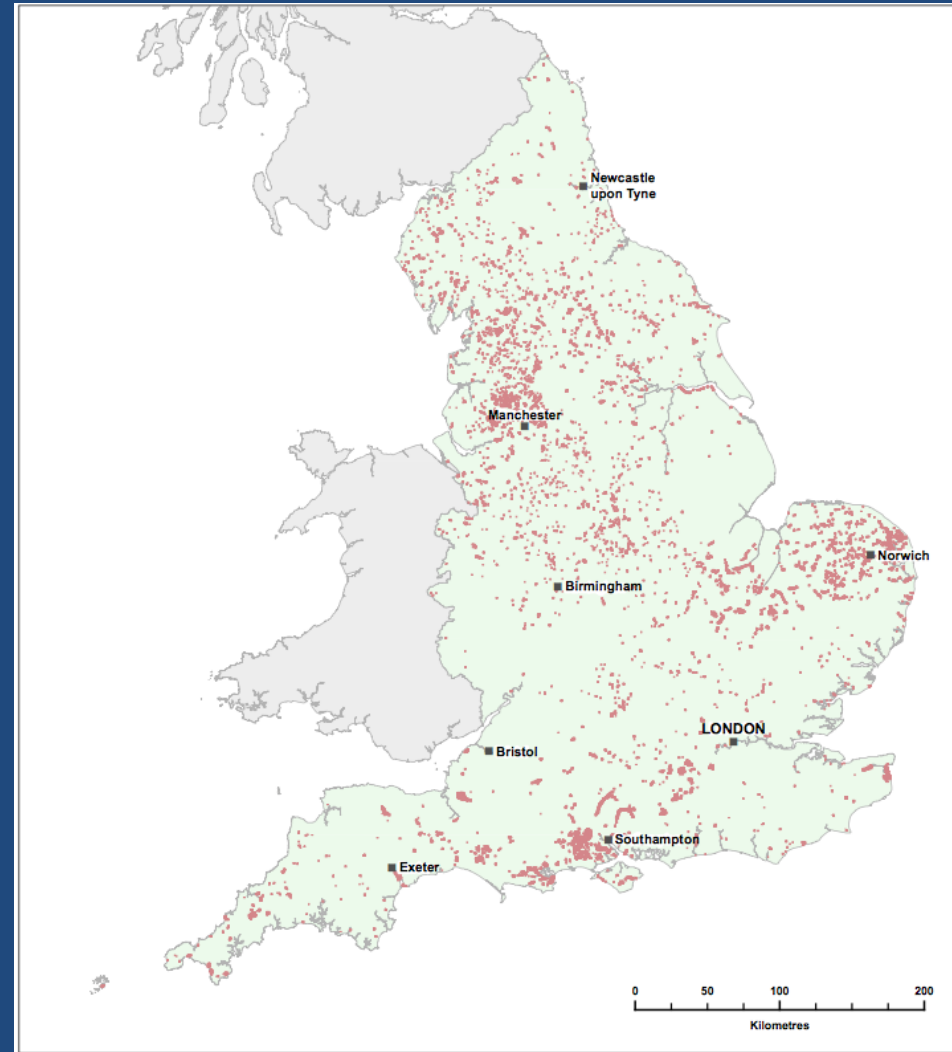 Newcastle
upon Tyne
Manchester
Norwich
Birmingham
LONDON
Bristol
Southampton
Exeter
0 50 100 200
Kilometres